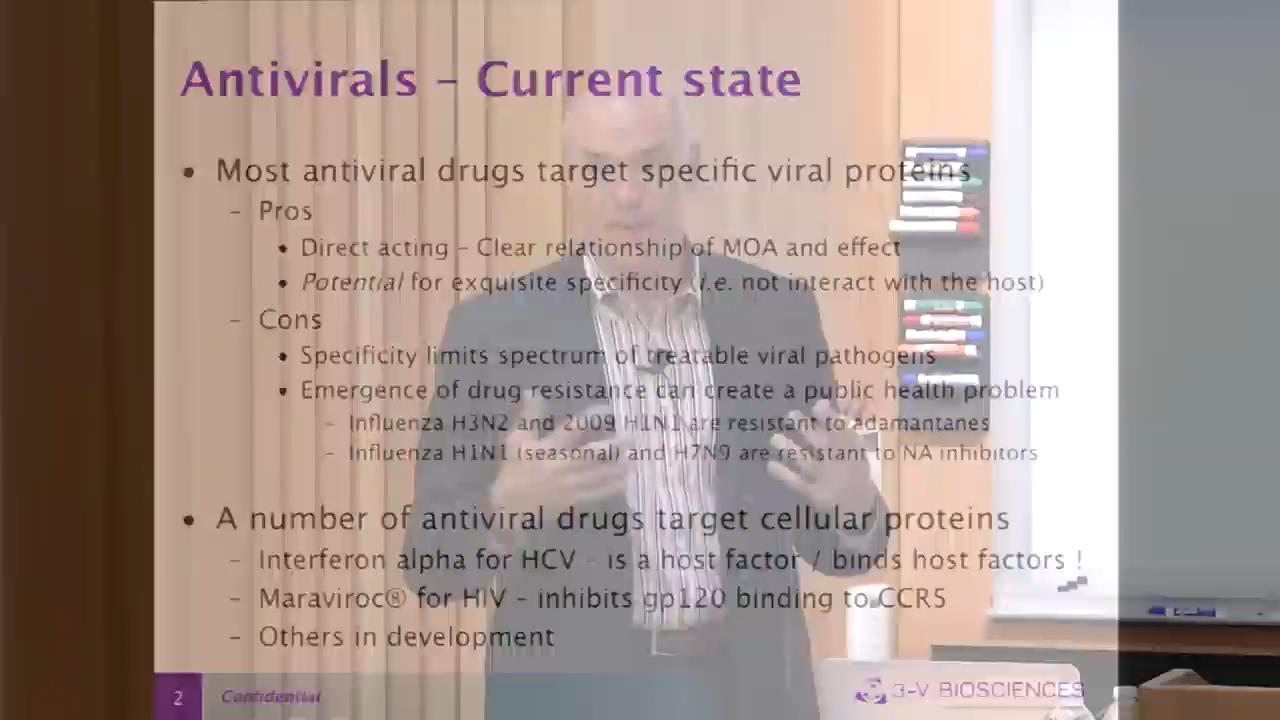 Antivirals – Current state
• Most antiviral drugs target specific viral proteins
– Pros
• Direct acting – Clear relationship of MOA and effect
• Potential for exquisite specificity (i.e. not interact with the host)
– Cons
• Specificity limits spectrum of treatable viral pathogens
• Emergence of drug resistance can create a public health problem
– Influenza H3N2 and 2009 H1N1 are resistant to adamantanes
– Influenza H1N1 (seasonal) and H7N9 are resistant to NA inhibitors
• A number of antiviral drugs target cellular proteins
– Interferon alpha for HCV – is a host factor / binds host factors !
– Maraviroc® for HIV – inhibits gp120 binding to CCR5
– Others in development
2 Confidential 3-V BIOSCIENCES